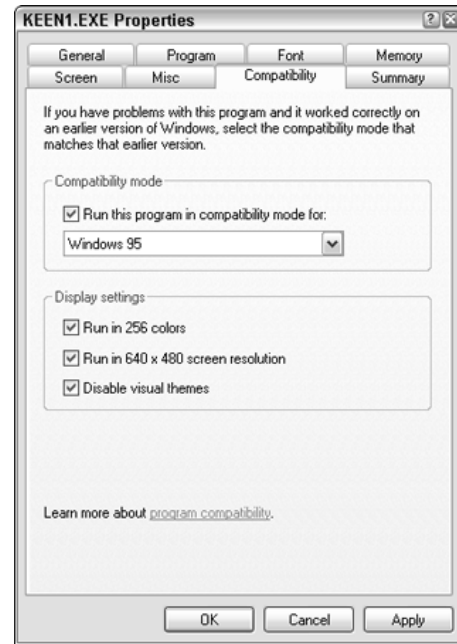 KEEN1.EXE Properties
General Program Font Memory
Screen Misc Compatibility Summary
If you have problems with this program and it worked correctly on
an earlier version of Windows, select the compatibility mode that
matches that earlier version.
Compatibility mode
Run this program in compatibility mode for:
Windows 95
Display settings
Run in 256 colors
Run in 640 x 480 screen resolution
Disable visual themes
Learn more about program compatibility.
OK Cancel Apply